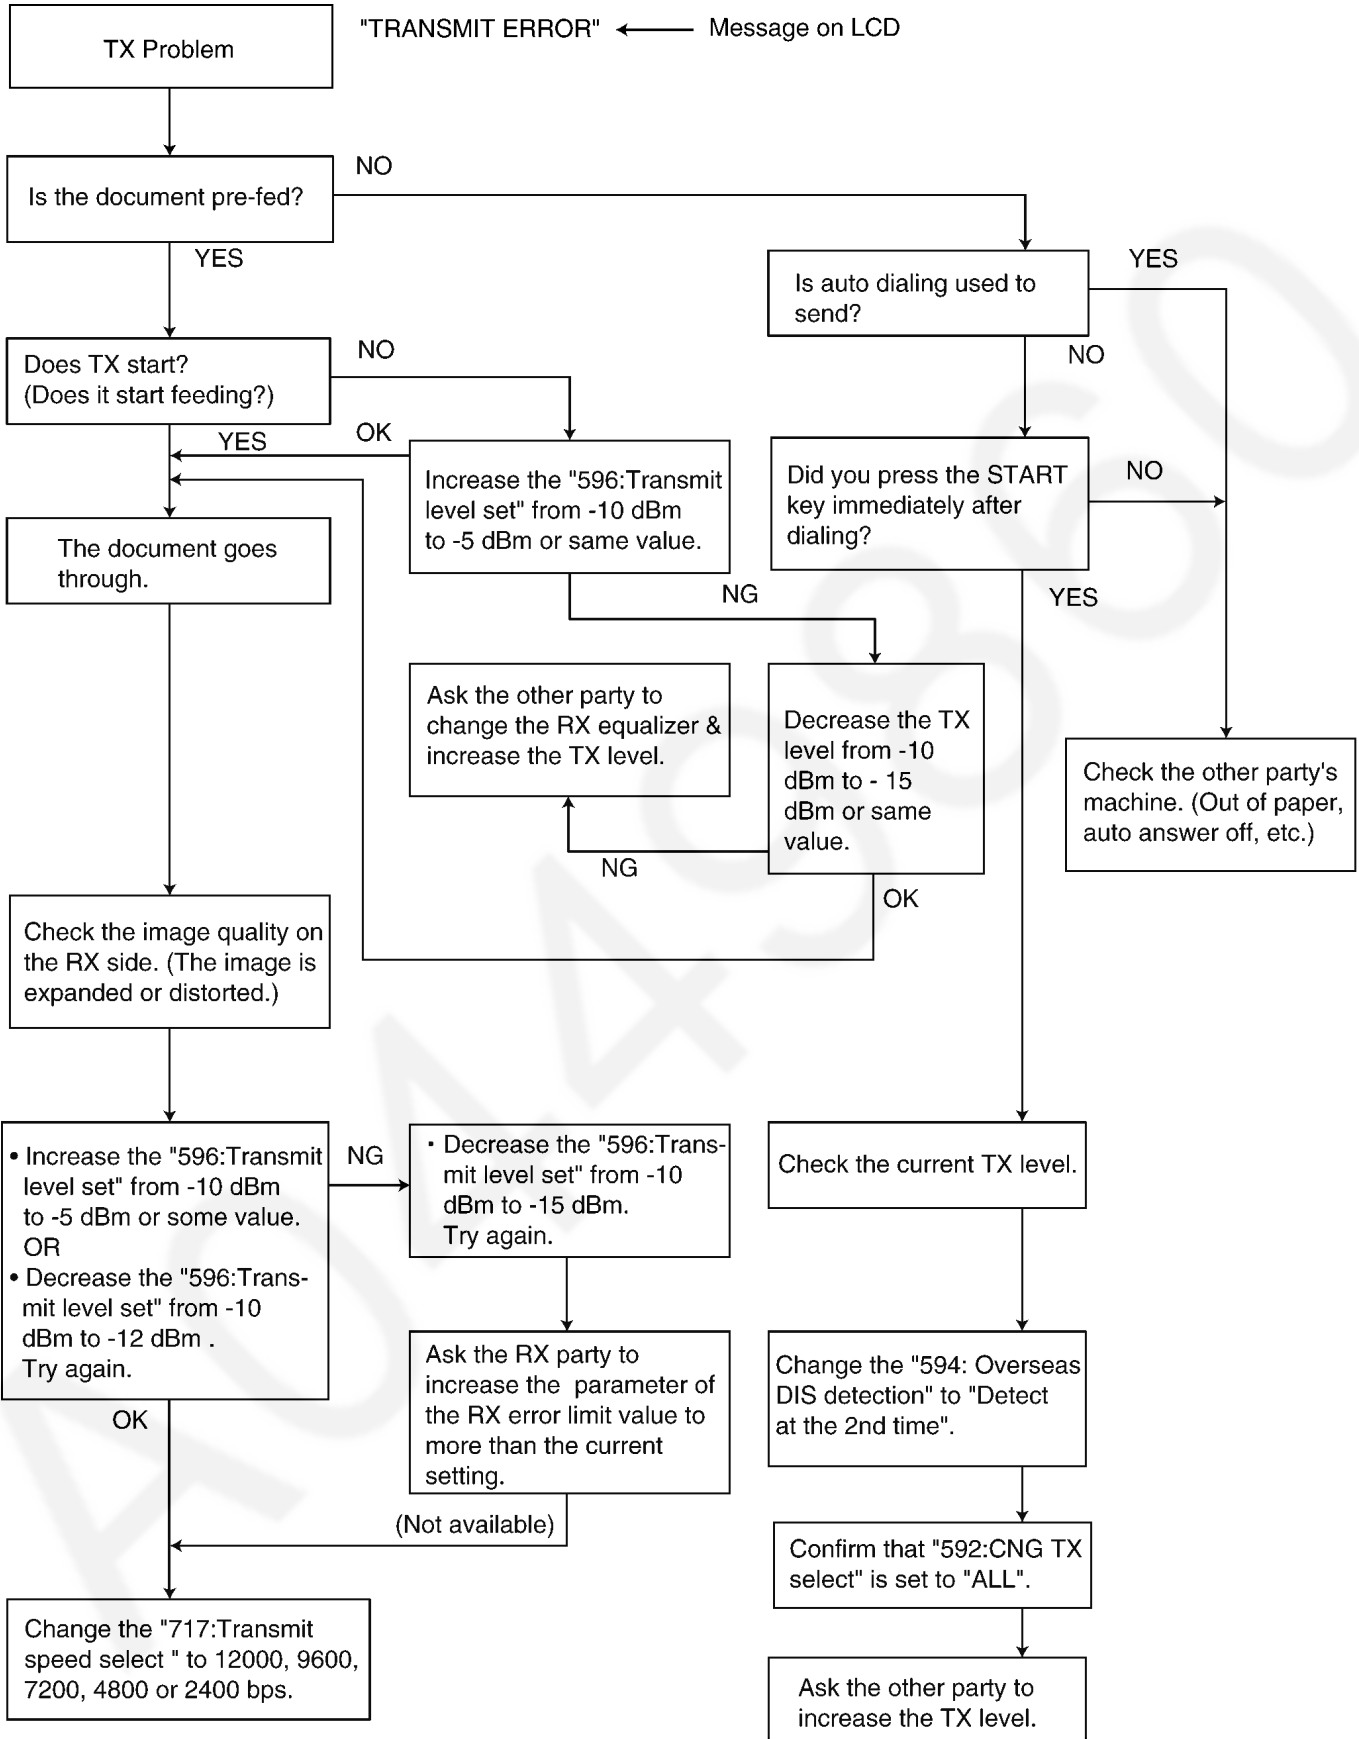 "TRANSMIT ERROR" Message on LCD
TX Problem
NO
Is the document pre-fed?
YES
YES
Is auto dialing used to
send?
NO
NO
Does TX start?
(Does it start feeding?)
YES
OK
Increase the "596:Transmit
level set" from -10 dBm
to -5 dBm or same value.
Did you press the START
key immediately after
dialing?
NO
The document goes
through.
NG
YES
Ask the other party to
change the RX equalizer &
increase the TX level.
Decrease the TX
level from -10
dBm to - 15
dBm or same
value.
Check the other party's
machine. (Out of paper,
auto answer off, etc.)
NG
OK
Check the image quality on
the RX side. (The image is
expanded or distorted.)
• Increase the "596:Transmit
level set" from -10 dBm
to -5 dBm or some value.
OR
• Decrease the "596:Trans-
mit level set" from -10
dBm to -12 dBm .
Try again.
NG
· Decrease the "596:Trans-
mit level set" from -10
dBm to -15 dBm.
Try again.
Check the current TX level.
Ask the RX party to
increase the parameter of
the RX error limit value to
more than the current
setting.
Change the "594: Overseas
DIS detection" to "Detect
at the 2nd time".
OK
(Not available)
Confirm that "592:CNG TX
select" is set to "ALL".
Change the "717:Transmit
speed select " to 12000, 9600,
7200, 4800 or 2400 bps.
Ask the other party to
increase the TX level.
A0449860